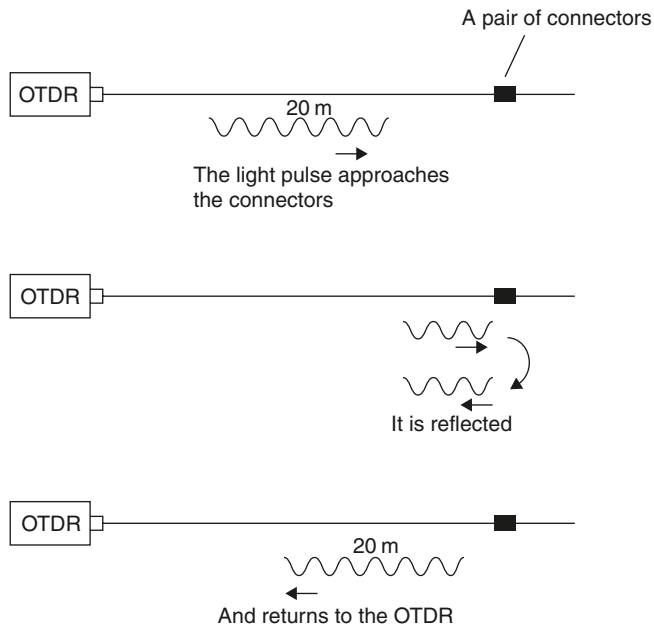 A pair of connectors
OTDR
20 m
The light pulse approaches
the connectors
OTDR
It is reflected
OTDR
20 m
And returns to the OTDR